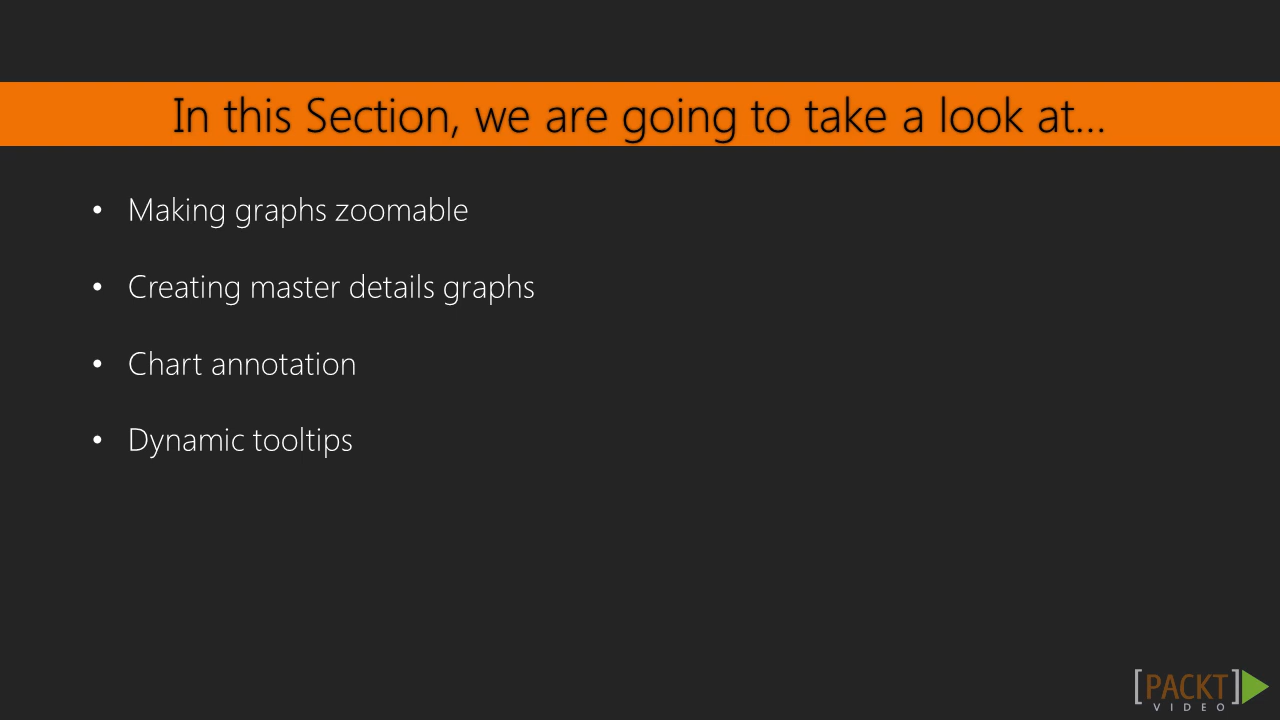 In this Section, we are going to take a look at...
• Making graphs zoomable
• Creating master details graphs
• Chart annotation
• Dynamic tooltips
[PACKT]
VIDEO